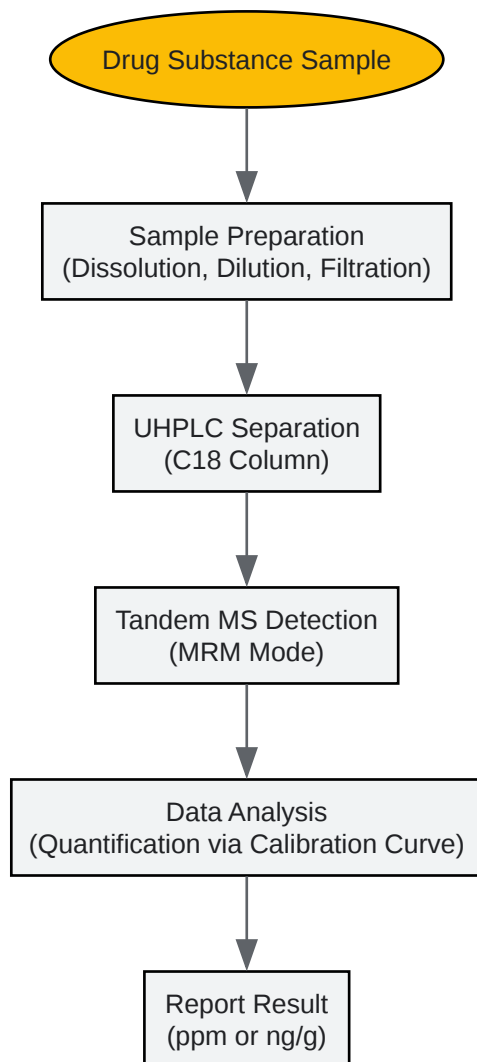 Drug Substance Sample
Sample Preparation
(Dissolution, Dilution, Filtration)
UHPLC Separation
(C18 Column)
Tandem MS Detection
(MRM Mode)
Data Analysis
(Quantification via Calibration Curve)
Report Result
(ppm or ng/g)